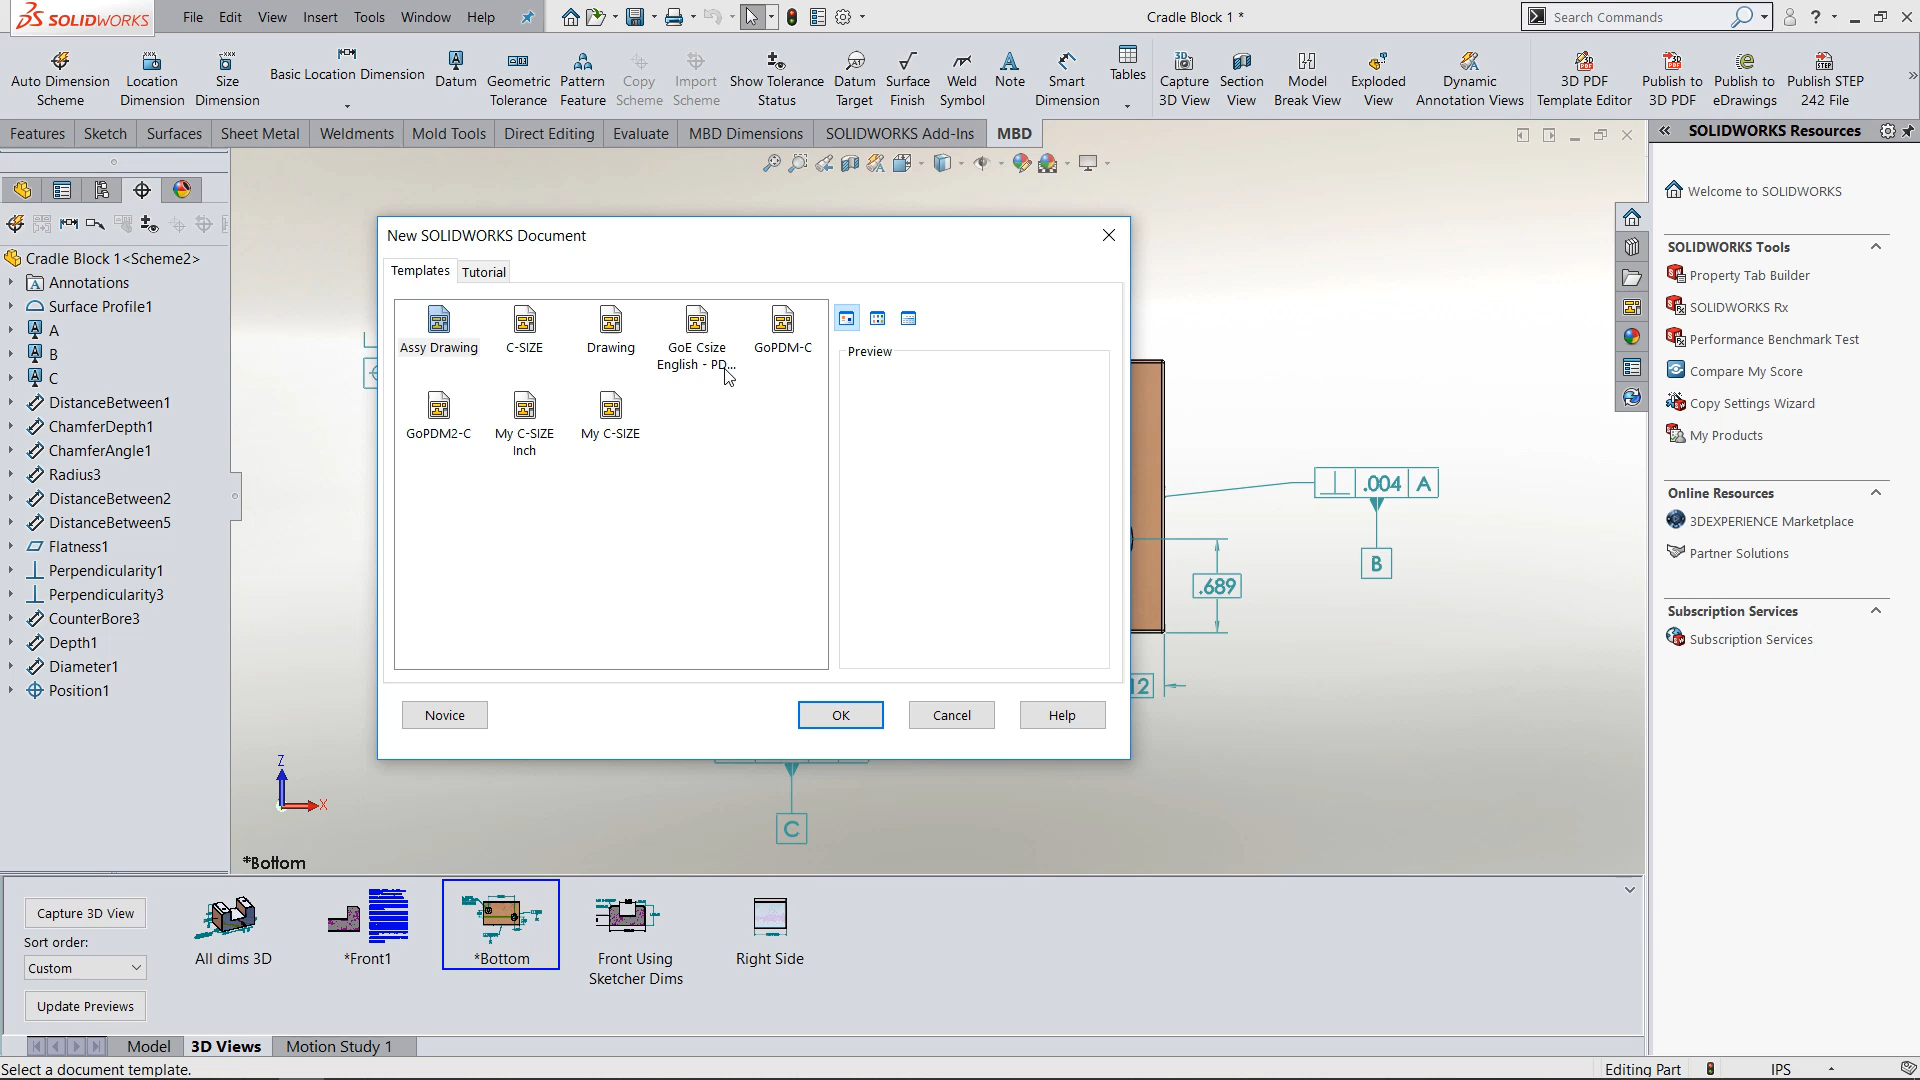 SOLIDWORKS
File Edit View Insert Tools Window Help
Cradle Block 1 *
Search Commands
Auto Dimension Scheme
Location Dimension
Size Dimension
Basic Location Dimension
Datum
Geometric Tolerance
Pattern Feature
Copy Scheme
Import Scheme
Show Tolerance Status
Datum Target
Surface Finish
Weld Symbol
Note
Smart Dimension
Tables
Capture 3D View
Section View
Model Break View
Exploded View
Dynamic Annotation Views
3D PDF Template Editor
Publish to 3D PDF
Publish to eDrawings
Publish STEP 242 File
Features Sketch Surfaces Sheet Metal Weldments Mold Tools Direct Editing Evaluate MBD Dimensions SOLIDWORKS Add-Ins MBD
Cradle Block 1<Scheme2>
Annotations
Surface Profile1
A
B
C
DistanceBetween1
ChamferDepth1
ChamferAngle1
Radius3
DistanceBetween2
DistanceBetween5
Flatness1
Perpendicularity1
Perpendicularity3
CounterBore3
Depth1
Diameter1
Position1
New SOLIDWORKS Document
Templates Tutorial
Assy Drawing
C-SIZE
Drawing
GoE Csize
English - PD...
GoPDM-C
GoPDM2-C
My C-SIZE
Inch
My C-SIZE
Preview
Novice OK Cancel Help
.004 A
B
.689
12
C
Z
X
*Bottom
SOLIDWORKS Resources
Welcome to SOLIDWORKS
SOLIDWORKS Tools
Property Tab Builder
SOLIDWORKS Rx
Performance Benchmark Test
Compare My Score
Copy Settings Wizard
My Products
Online Resources
3DEXPERIENCE Marketplace
Partner Solutions
Subscription Services
Subscription Services
Capture 3D View
Sort order:
Custom
Update Previews
All dims 3D
*Front1
*Bottom
Front Using
Sketcher Dims
Right Side
Model 3D Views Motion Study 1
Select a document template.
Editing Part
IPS